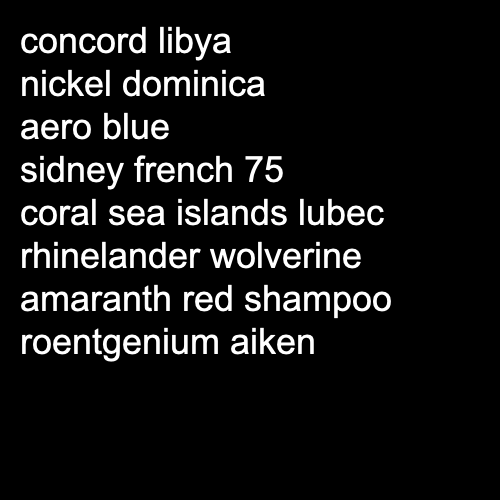 concord libya
nickel dominica
aero blue
sidney french 75
coral sea islands lubec
rhinelander wolverine
amaranth red shampoo
roentgenium aiken